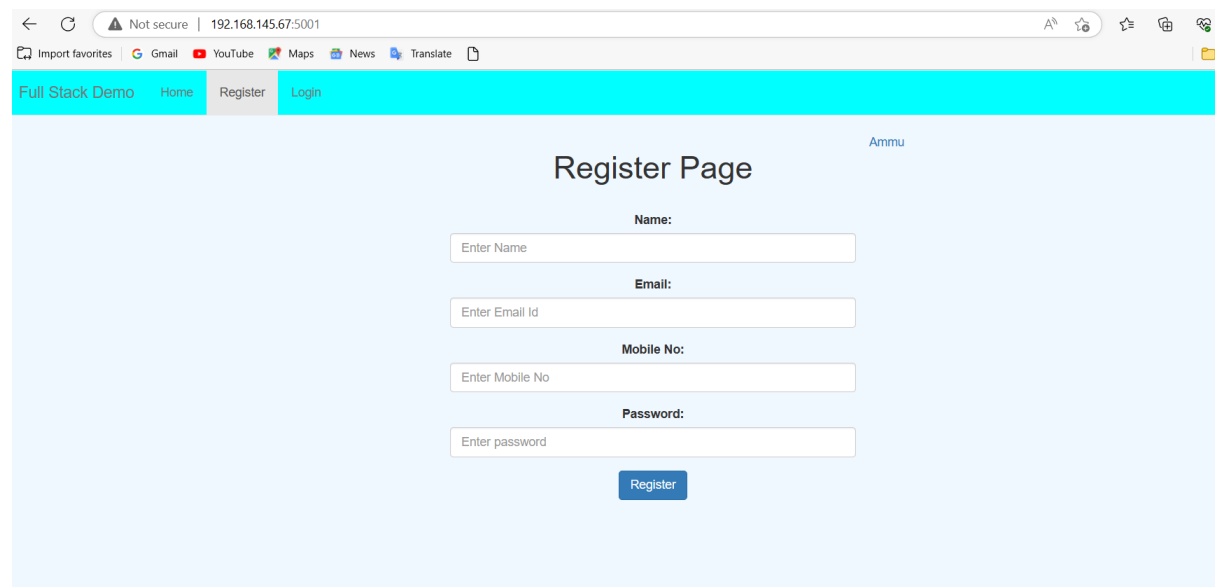 Not secure | 192.168.145.67:5001
Import favorites Gmail YouTube Maps News Translate
Full Stack Demo Home Register Login
Ammu
Register Page
Name:
Enter Name
Email:
Enter Email Id
Mobile No:
Enter Mobile No
Password:
Enter password
Register